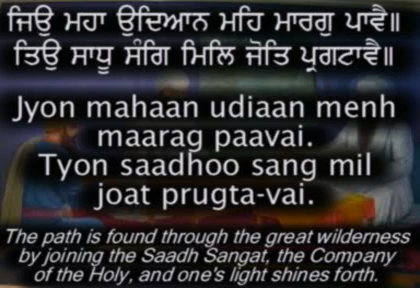 ਜਿਉ ਮਹਾ ਉਦਿਆਨ ਮਹਿ ਮਾਰਗੁ ਪਾਵੈ॥
ਤਿਉ ਸਾਧੂ ਸੰਗਿ ਮਿਲਿ ਜੋਤਿ ਪ੍ਰਗਟਾਵੈ॥
Jyon mahaan udiaan menh
maarag paavai.
Tyon saadhoo sang mil
joat prugta-vai.
The path is found through the great wilderness
by joining the Saadh Sangat, the Company
of the Holy, and one's light shines forth.